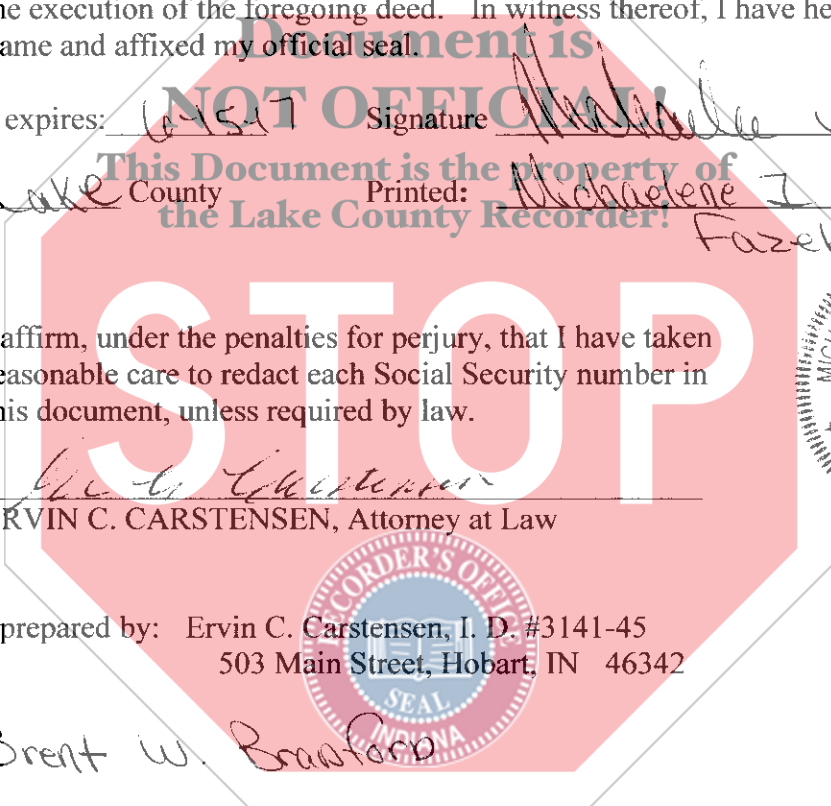 he execution of the foregoing deed. In witness thereof, I have he
ame and affixed my official seal.
Document is
NOT OFFICIAL!
This Document is the property of
the Lake County Recorder!
expires: 6-15-17 Signature
Lake County Printed: Michaelene I
Fazek
STOP
affirm, under the penalties for perjury, that I have taken
easonable care to redact each Social Security number in
his document, unless required by law.
RVIN C. CARSTENSEN, Attorney at Law
prepared by: Ervin C. Carstensen, I. D. #3141-45
503 Main Street, Hobart, IN 46342
RECORDER'S OFFICE
SEAL
INDIANA
Brent W. Branford